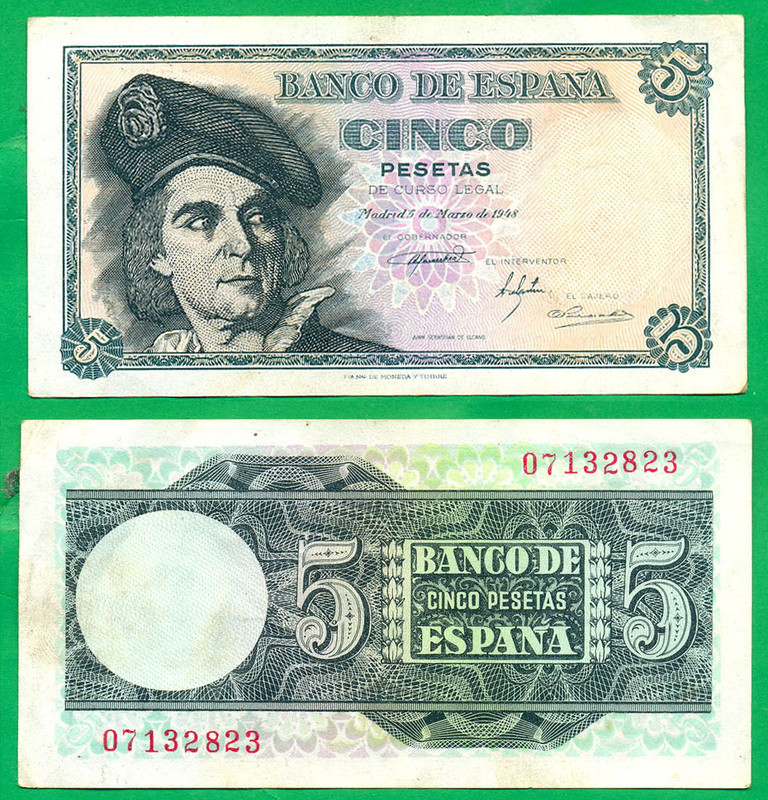 BANCO DE ESPAÑA
5
CINCO
PESETAS
DE CURSO LEGAL
Madrid 5 de Marzo de 1948
EL GOBERNADOR
EL INTERVENTOR
EL CAJERO
JUAN SEBASTIAN DE ELCANO
5
5
DE MONEDA Y TIMBRE
07132823
5
BANCO DE
CINCO PESETAS
ESPAÑA
5
07132823